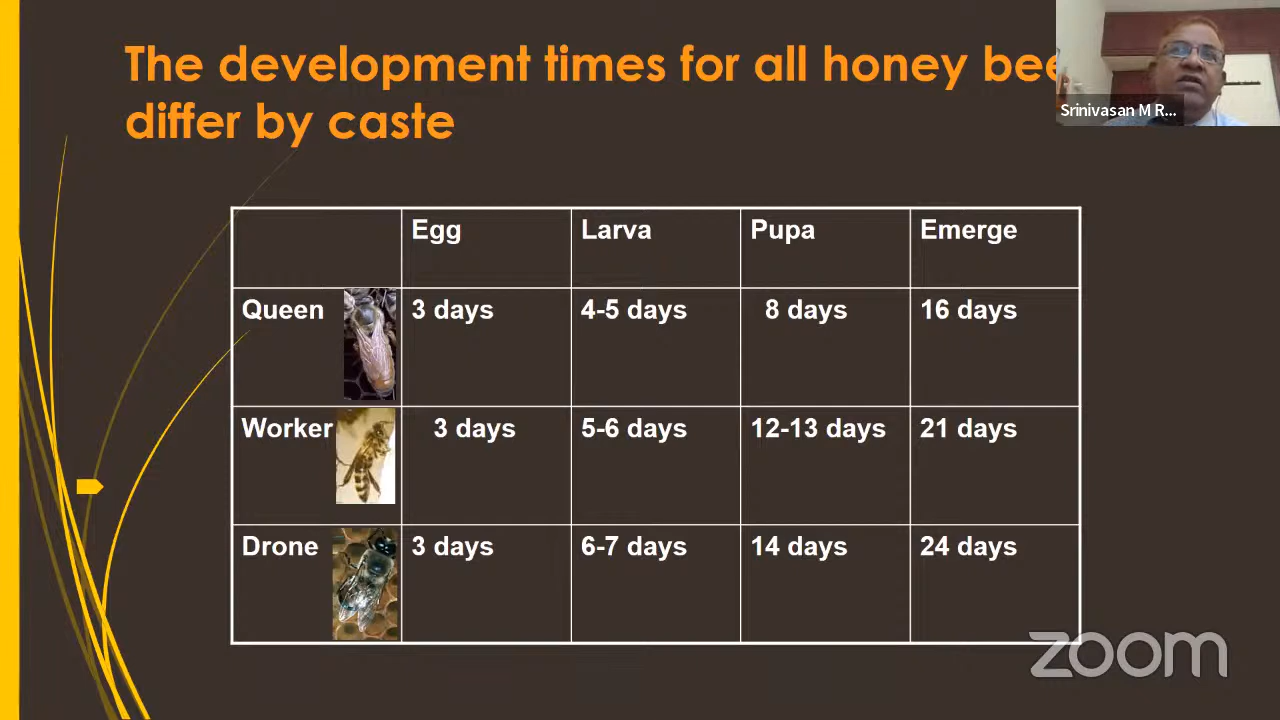 The development times for all honey bee
differ by caste
Srinivasan M R...
Egg Larva Pupa Emerge
Queen 3 days 4-5 days 8 days 16 days
Worker 3 days 5-6 days 12-13 days 21 days
Drone 3 days 6-7 days 14 days 24 days
zoom